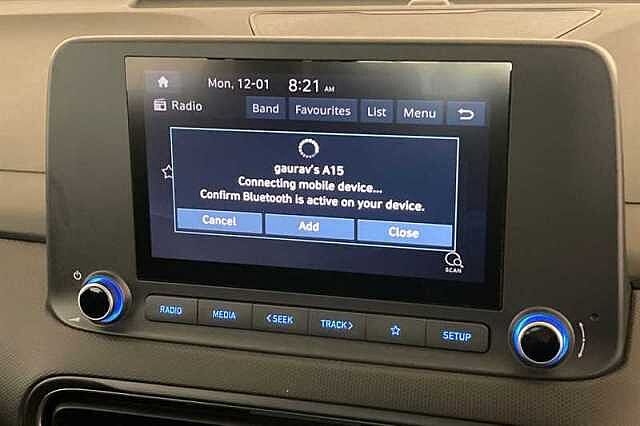 Mon, 12-01 8:21 AM
Radio Band Favourites List Menu
gaurav's A15
Connecting mobile device...
Confirm Bluetooth is active on your device.
Cancel Add Close
SCAN
RADIO MEDIA <SEEK TRACK> SETUP